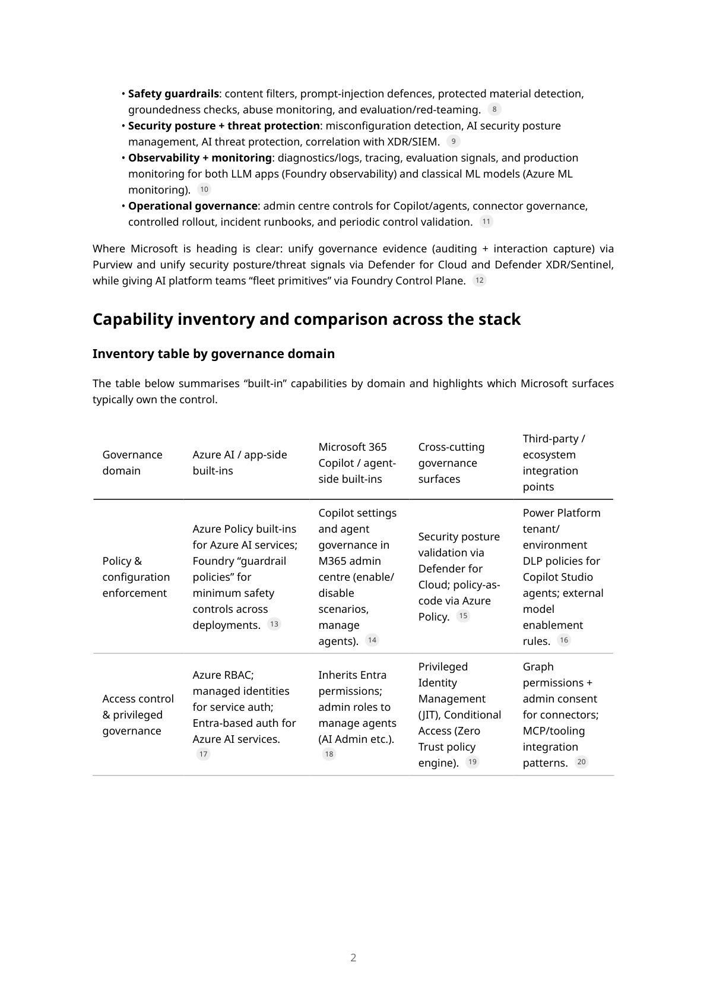 • Safety guardrails: content filters, prompt-injection defences, protected material detection,
groundedness checks, abuse monitoring, and evaluation/red-teaming. 8
• Security posture + threat protection: misconfiguration detection, AI security posture
management, AI threat protection, correlation with XDR/SIEM. 9
• Observability + monitoring: diagnostics/logs, tracing, evaluation signals, and production
monitoring for both LLM apps (Foundry observability) and classical ML models (Azure ML
monitoring). 10
• Operational governance: admin centre controls for Copilot/agents, connector governance,
controlled rollout, incident runbooks, and periodic control validation. 11
Where Microsoft is heading is clear: unify governance evidence (auditing + interaction capture) via
Purview and unify security posture/threat signals via Defender for Cloud and Defender XDR/Sentinel,
while giving AI platform teams “fleet primitives” via Foundry Control Plane. 12
Capability inventory and comparison across the stack
Inventory table by governance domain
The table below summarises “built-in” capabilities by domain and highlights which Microsoft surfaces
typically own the control.
Governance
domain
Azure AI / app-side
built-ins
Microsoft 365
Copilot / agent-
side built-ins
Cross-cutting
governance
surfaces
Third-party /
ecosystem
integration
points
Policy &
configuration
enforcement
Azure Policy built-ins
for Azure AI services;
Foundry “guardrail
policies” for
minimum safety
controls across
deployments. 13
Copilot settings
and agent
governance in
M365 admin
centre (enable/
disable
scenarios,
manage
agents). 14
Security posture
validation via
Defender for
Cloud; policy-as-
code via Azure
Policy. 15
Power Platform
tenant/
environment
DLP policies for
Copilot Studio
agents; external
model
enablement
rules. 16
Access control
& privileged
governance
Azure RBAC;
managed identities
for service auth;
Entra-based auth for
Azure AI services.
17
Inherits Entra
permissions;
admin roles to
manage agents
(AI Admin etc.).
18
Privileged
Identity
Management
(JIT), Conditional
Access (Zero
Trust policy
engine). 19
Graph
permissions +
admin consent
for connectors;
MCP/tooling
integration
patterns. 20
2